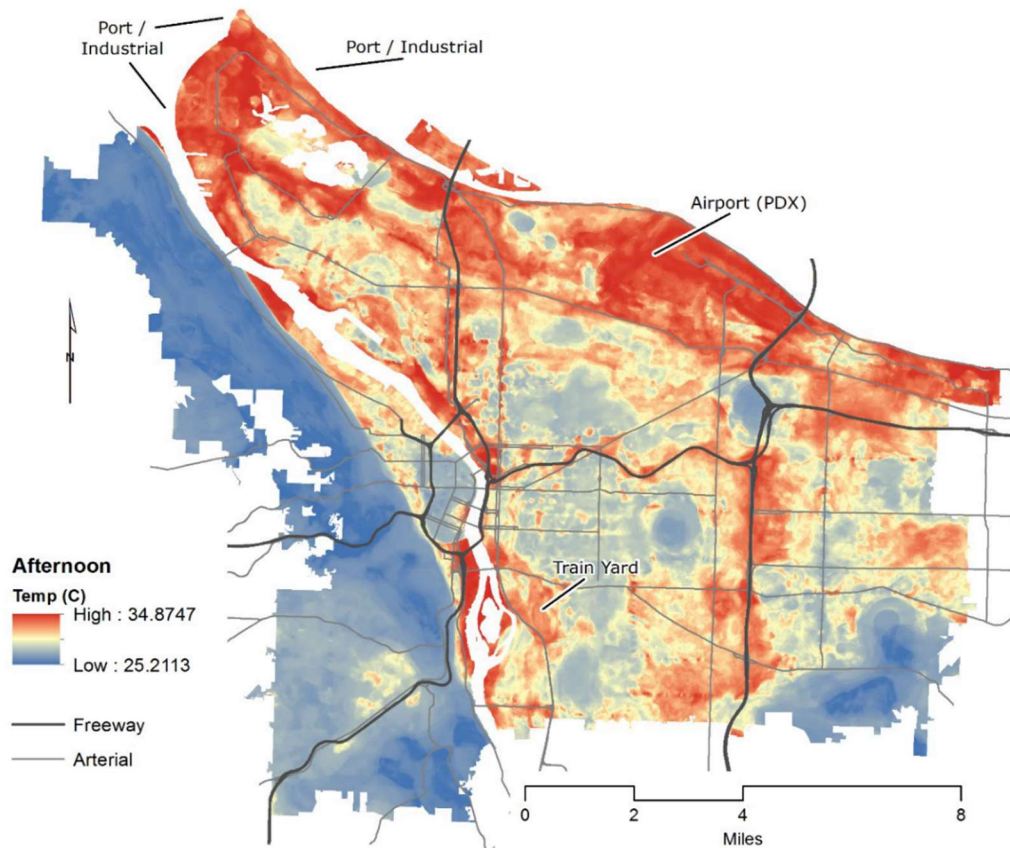 Port /
Industrial
Port / Industrial
Airport (PDX)
N
Train Yard
Afternoon
Temp (C)
High : 34.8747
Low : 25.2113
Freeway
Arterial
0 2 4 8
Miles